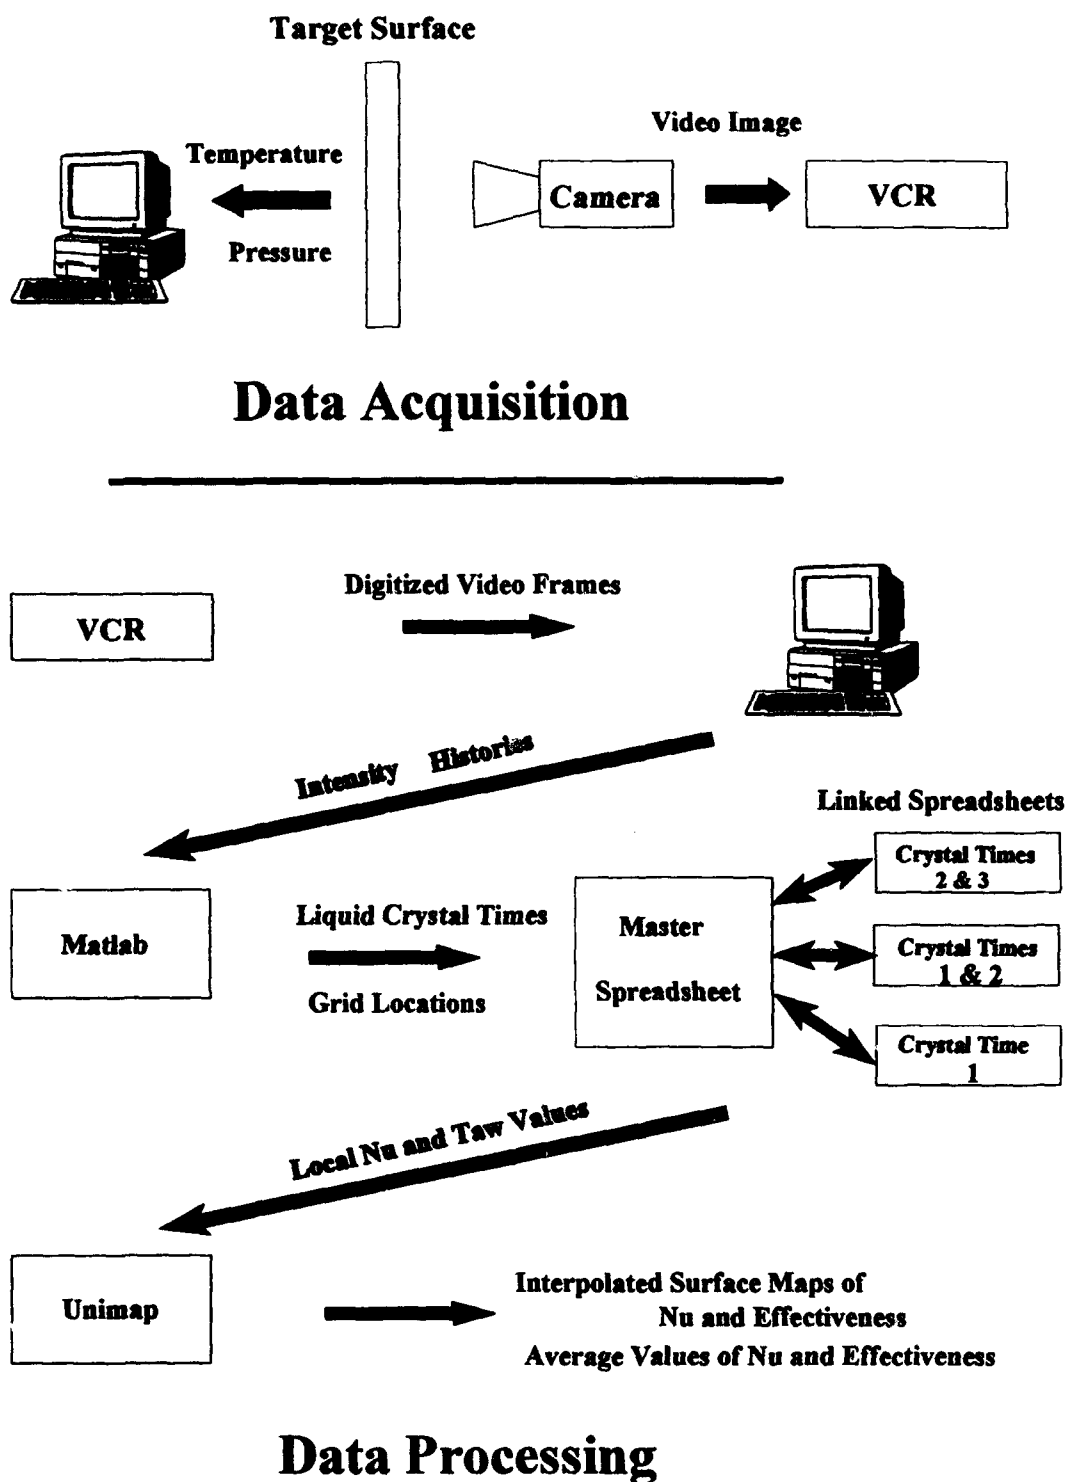 Target Surface
Video Image
Temperature
Camera
VCR
Pressure
Data Acquisition
Digitized Video Frames
VCR
Intensity Histories
Linked Spreadsheets
Crystal Times
2 & 3
Matlab
Liquid Crystal Times
Grid Locations
Master
Spreadsheet
Crystal Times
1 & 2
Crystal Time
1
Local Nu and Taw Values
Unimap
Interpolated Surface Maps of
Nu and Effectiveness
Average Values of Nu and Effectiveness
Data Processing